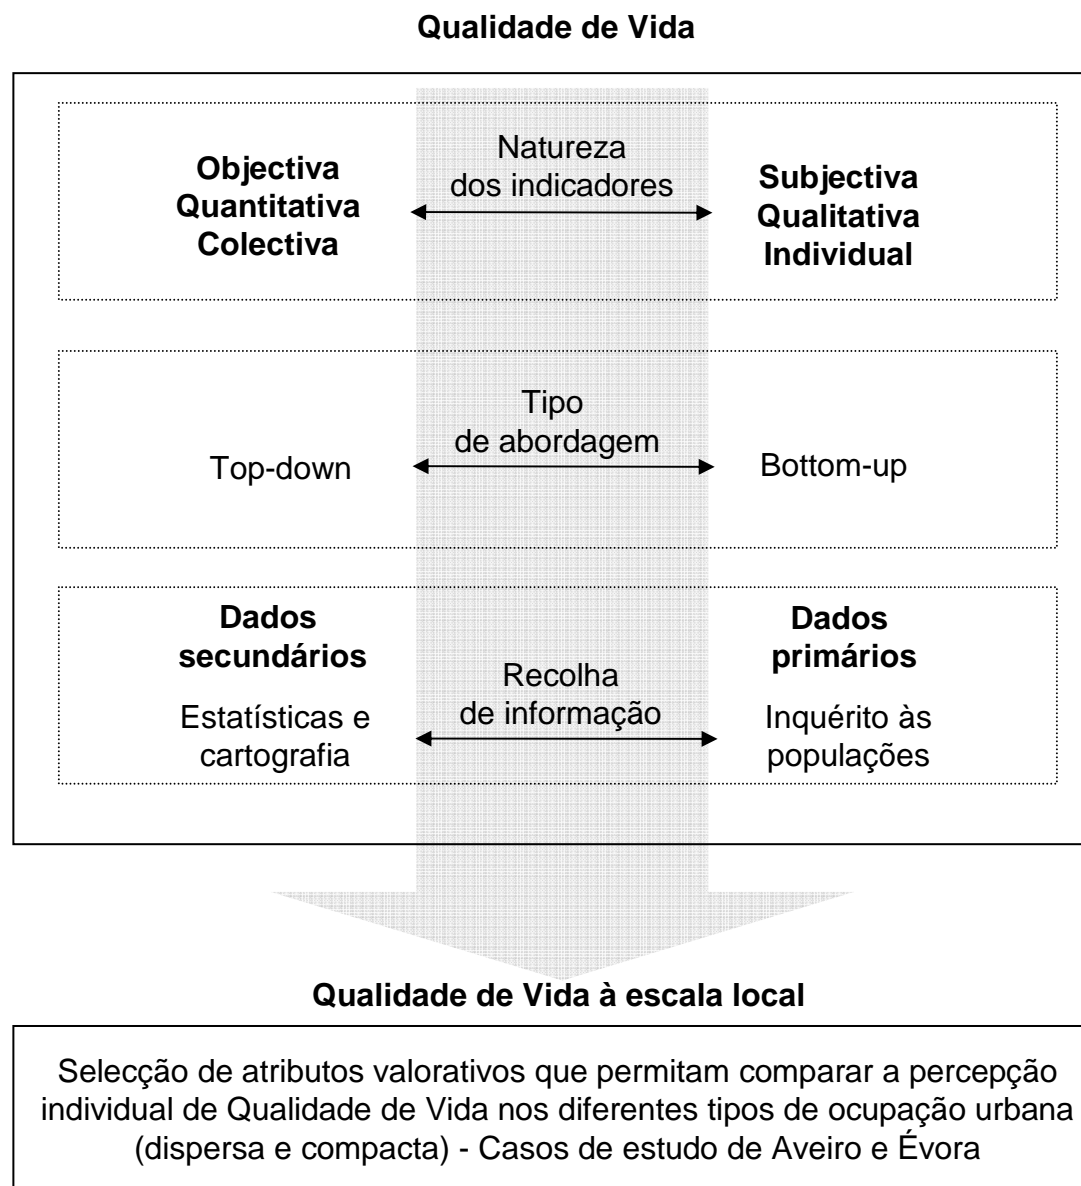 Qualidade de Vida
Objectiva
Quantitativa
Colectiva
Natureza
dos indicadores
Subjectiva
Qualitativa
Individual
Top-down
Tipo
de abordagem
Bottom-up
Dados
secundários
Estatísticas e
cartografia
Recolha
de informação
Dados
primários
Inquérito às
populações
Qualidade de Vida à escala local
Selecção de atributos valorativos que permitam comparar a percepção
individual de Qualidade de Vida nos diferentes tipos de ocupação urbana
(dispersa e compacta) - Casos de estudo de Aveiro e Évora